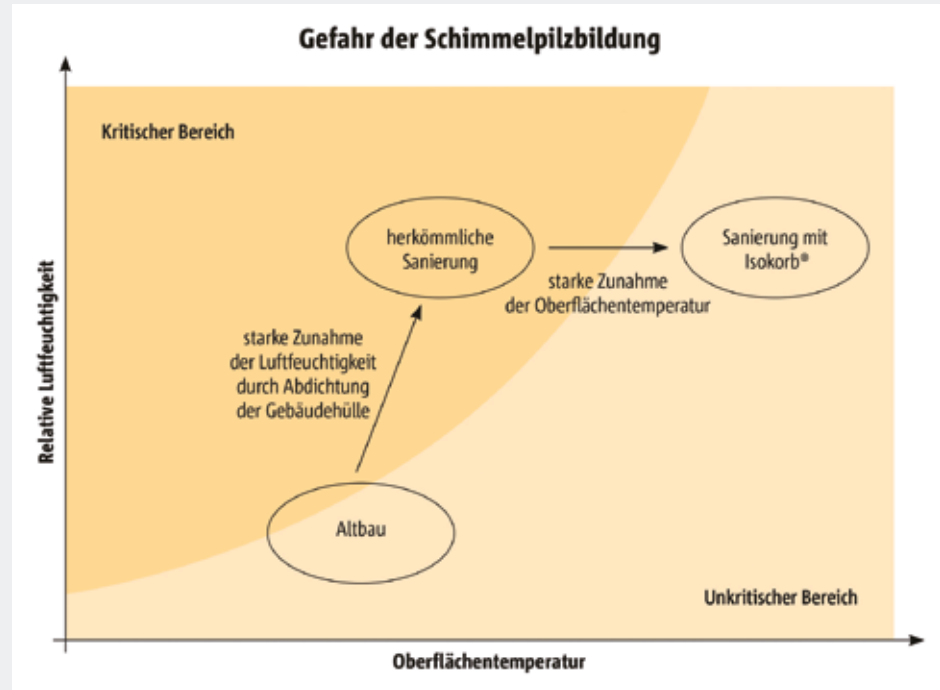 Gefahr der Schimmelpilzbildung
Kritischer Bereich
herkömmliche
Sanierung
Sanierung mit
Isokorb®
starke Zunahme
der Oberflächentemperatur
starke Zunahme
der Luftfeuchtigkeit
durch Abdichtung
der Gebäudehülle
Relative Luftfeuchtigkeit
Altbau
Unkritischer Bereich
Oberflächentemperatur